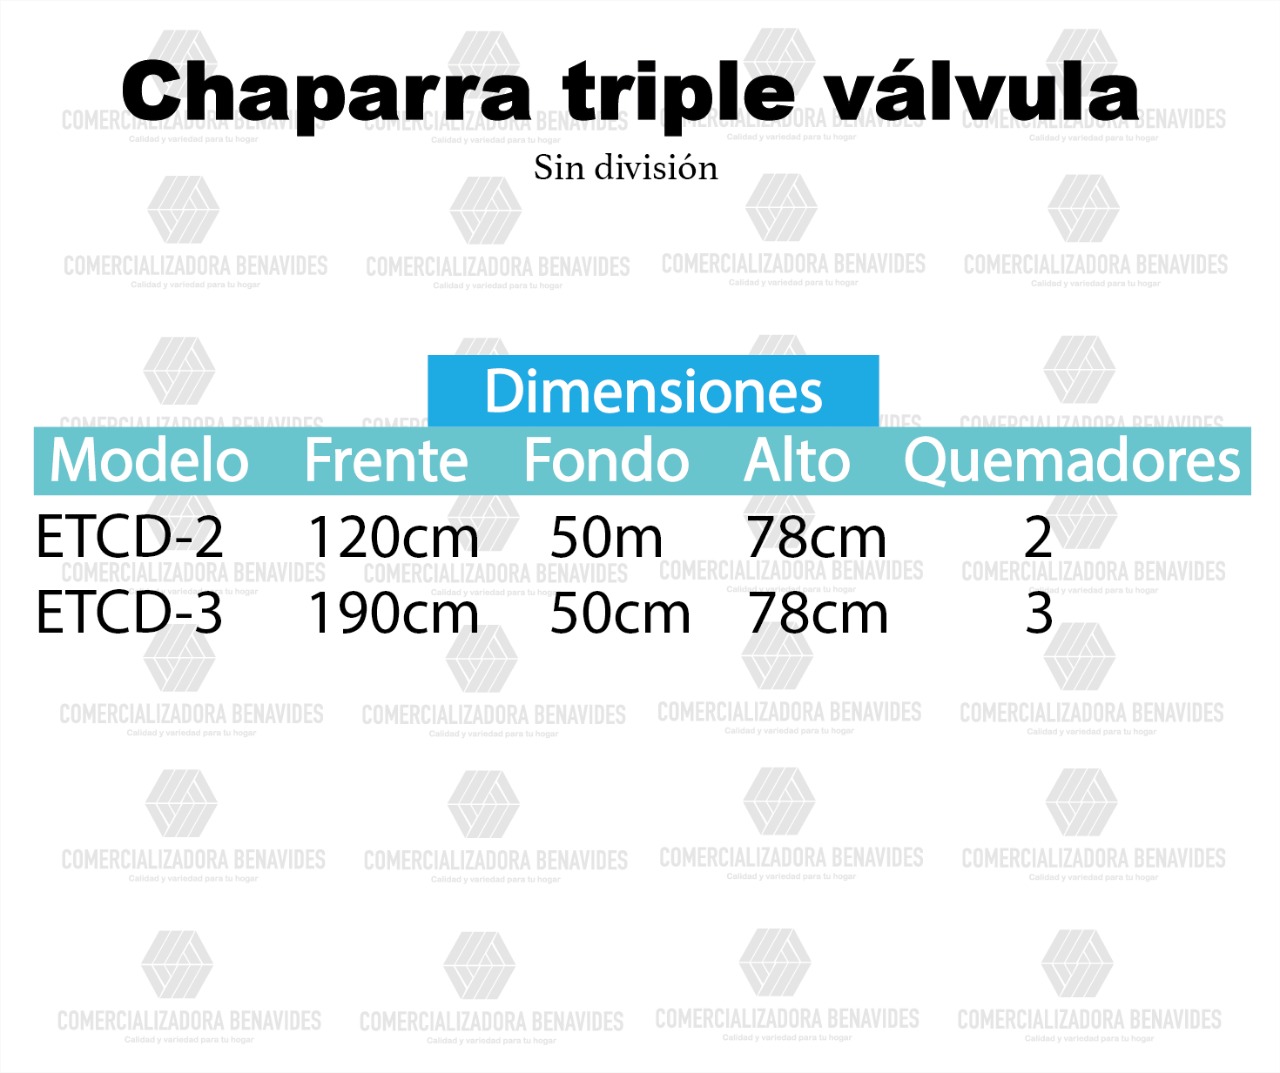 Chaparra triple válvula
Sin división
Dimensiones
Modelo Frente Fondo Alto Quemadores
ETCD-2 120cm 50m 78cm 2
ETCD-3 190cm 50cm 78cm 3
COMERCIALIZADORA BENAVIDES
Calidad y variedad para tu hogar